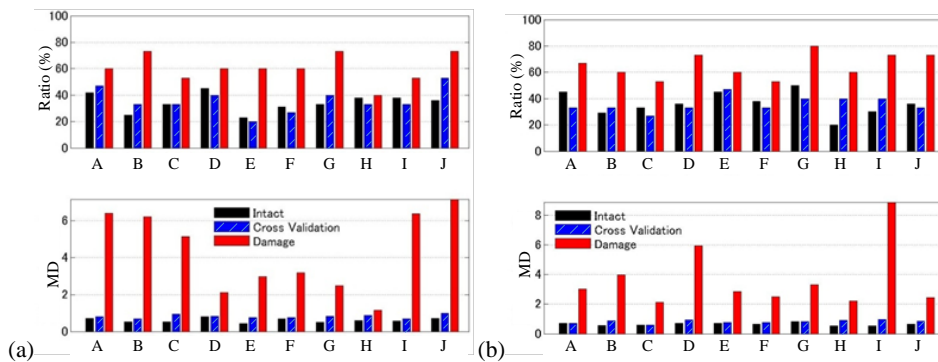 100
80
60
40
20
0
Ratio (%)
A B C D E F G H I J
6
4
2
0
MD
Intact
Cross Validation
Damage
A B C D E F G H I J
(a)
100
80
60
40
20
0
Ratio (%)
A B C D E F G H I J
8
6
4
2
0
MD
Intact
Cross Validation
Damage
A B C D E F G H I J
(b)